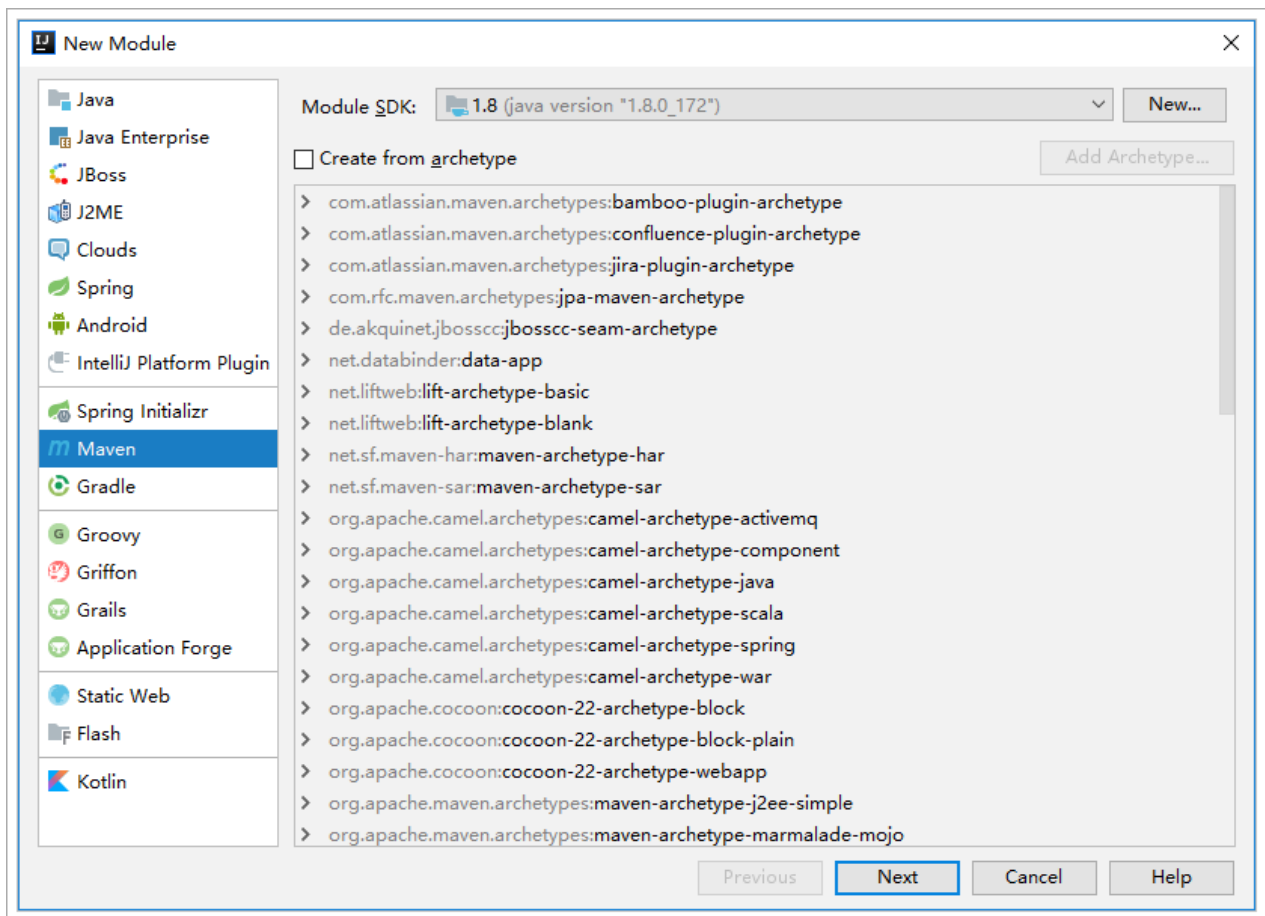 New Module
Java
Java Enterprise
JBoss
J2ME
Clouds
Spring
Android
IntelliJ Platform Plugin
Spring Initializr
Maven
Gradle
Groovy
Griffon
Grails
Application Forge
Static Web
Flash
Kotlin
Module SDK: 1.8 (java version "1.8.0_172") New...
Create from archetype Add Archetype...
com.atlassian.maven.archetypes:bamboo-plugin-archetype
com.atlassian.maven.archetypes:confluence-plugin-archetype
com.atlassian.maven.archetypes:jira-plugin-archetype
com.rfc.maven.archetypes:jpa-maven-archetype
de.akquinet.jbosscc:jbosscc-seam-archetype
net.databinder:data-app
net.liftweb:lift-archetype-basic
net.liftweb:lift-archetype-blank
net.sf.maven-har:maven-archetype-har
net.sf.maven-sar:maven-archetype-sar
org.apache.camel.archetypes:camel-archetype-activemq
org.apache.camel.archetypes:camel-archetype-component
org.apache.camel.archetypes:camel-archetype-java
org.apache.camel.archetypes:camel-archetype-scala
org.apache.camel.archetypes:camel-archetype-spring
org.apache.camel.archetypes:camel-archetype-war
org.apache.cocoon:cocoon-22-archetype-block
org.apache.cocoon:cocoon-22-archetype-block-plain
org.apache.cocoon:cocoon-22-archetype-webapp
org.apache.maven.archetypes:maven-archetype-j2ee-simple
org.apache.maven.archetypes:maven-archetype-marmalade-mojo
Previous Next Cancel Help